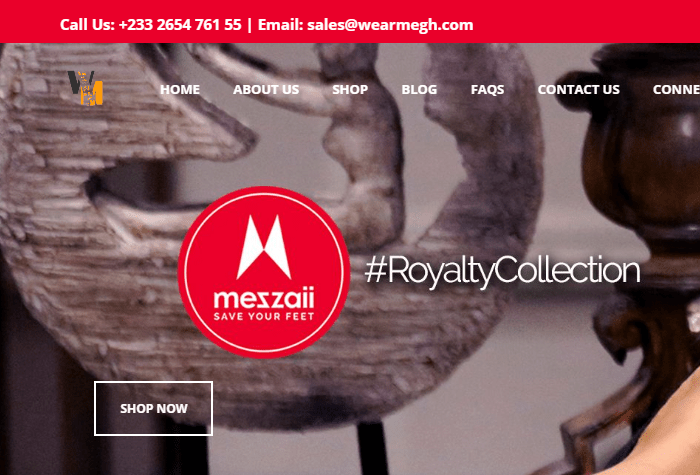 Call Us: +233 2654 761 55 | Email: sales@wearmegh.com
HOME ABOUT US SHOP BLOG FAQS CONTACT US CONNE
#RoyaltyCollection
mezzaii
SAVE YOUR FEET
SHOP NOW